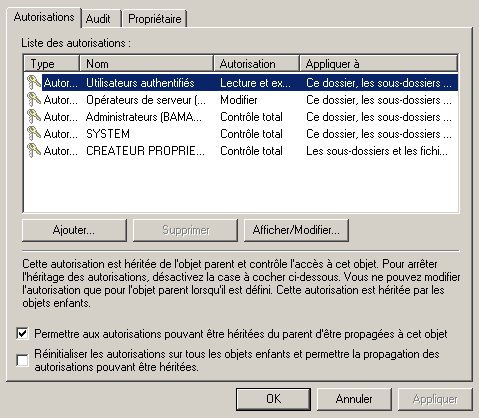 Autorisations Audit Propriétaire
Liste des autorisations :
Type Nom Autorisation Appliquer à
Autor... Utilisateurs authentifiés Lecture et ex... Ce dossier, les sous-dossiers ...
Autor... Opérateurs de serveur (... Modifier Ce dossier, les sous-dossiers ...
Autor... Administrateurs (BAMA... Contrôle total Ce dossier, les sous-dossiers ...
Autor... SYSTEM Contrôle total Ce dossier, les sous-dossiers ...
Autor... CREATEUR PROPRIE... Contrôle total Les sous-dossiers et les fichi...
Ajouter... Supprimer Afficher/Modifier...
Cette autorisation est héritée de l'objet parent et contrôle l'accès à cet objet. Pour arrêter
l'héritage des autorisations, désactivez la case à cocher ci-dessous. Vous ne pouvez modifier
l'autorisation que pour l'objet parent lorsqu'il est défini. Cette autorisation est héritée par les
objets enfants.
Permettre aux autorisations pouvant être héritées du parent d'être propagées à cet objet
Réinitialiser les autorisations sur tous les objets enfants et permettre la propagation des
autorisations pouvant être héritées.
OK Annuler Appliquer